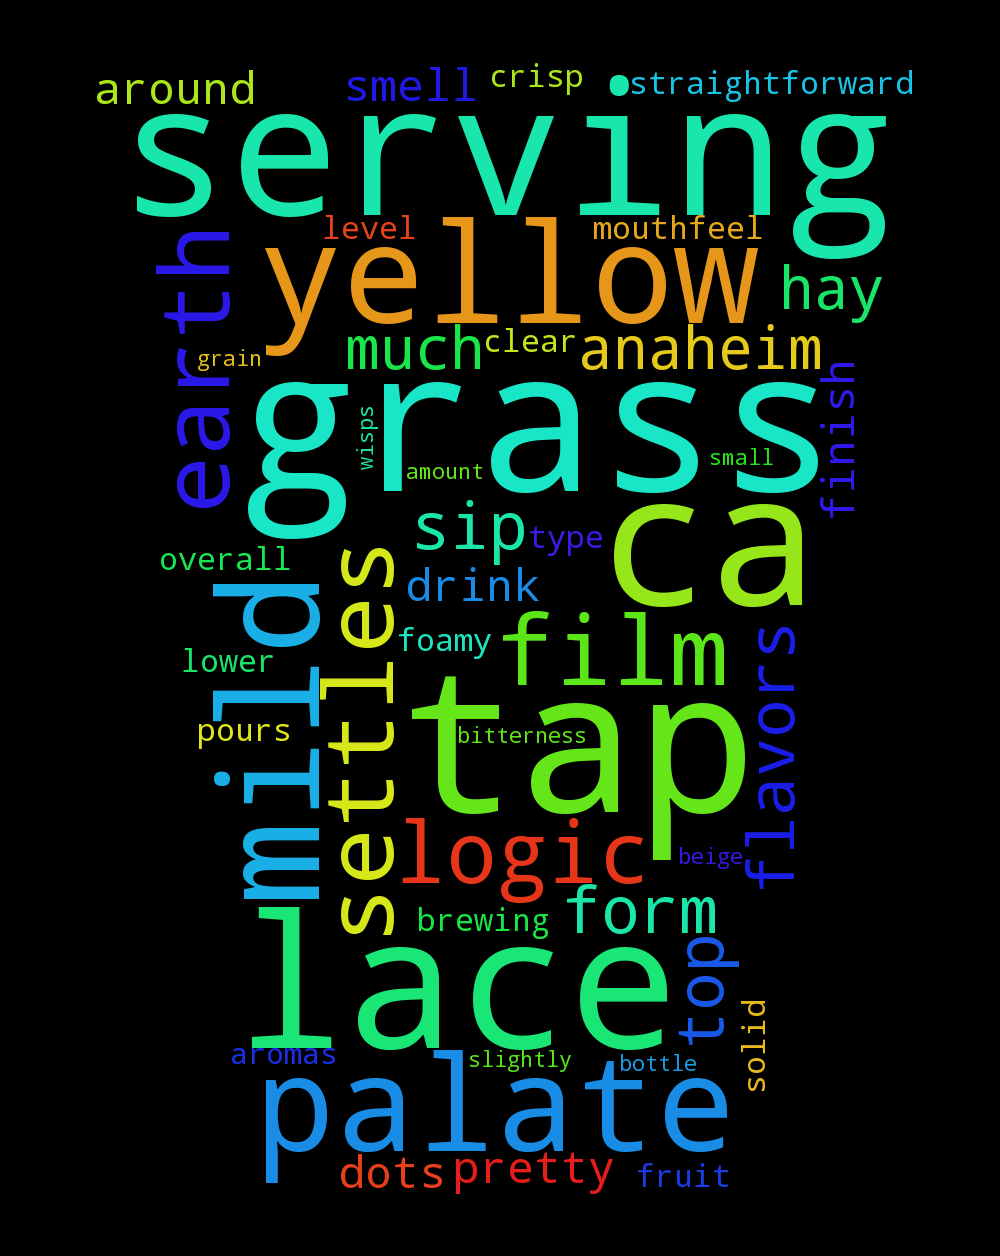 around
smell
crisp
straightforward
serving
level
mouthfeel
yellow
earth
hay
much
clear
anaheim
grain
grass
finish
wisps
amount
small
sip
type
ca
overall
drink
mild
settles
foamy
film
lower
flavors
pours
tap
bitterness
logic
beige
brewing
form
lace
top
solid
aromas
slightly
bottle
palate
dots
pretty
fruit